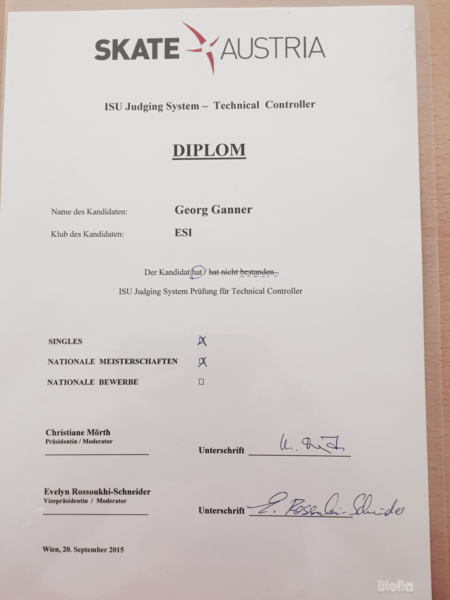 SKATE AUSTRIA
ISU Judging System – Technical Controller
DIPLOM
Name des Kandidaten: Georg Ganner
Klub des Kandidaten: ESI
Der Kandidat hat / hat nicht bestanden.
ISU Judging System Prüfung für Technical Controller
SINGLES
NATIONALE MEISTERSCHAFTEN
NATIONALE BEWERBE
Christiane Mörth
Präsidentin / Moderator
Unterschrift
Evelyn Rossoukhi-Schneider
Vizepräsidentin / Moderator
Unterschrift E. Rossoukhi-Schneider
Wien, 20. September 2015